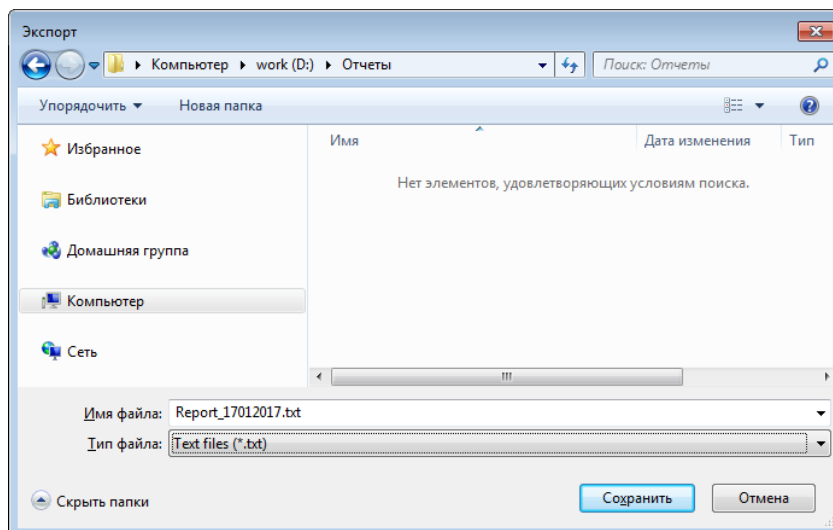 Экспорт
Компьютер work (D:) Отчеты Поиск: Отчеты
Упорядочить Новая папка
Имя Дата изменения Тип
Избранное
Нет элементов, удовлетворяющих условиям поиска.
Библиотеки
Домашняя группа
Компьютер
Сеть
Имя файла: Report_17012017.txt
Тип файла: Text files (*.txt)
Скрыть папки Сохранить Отмена